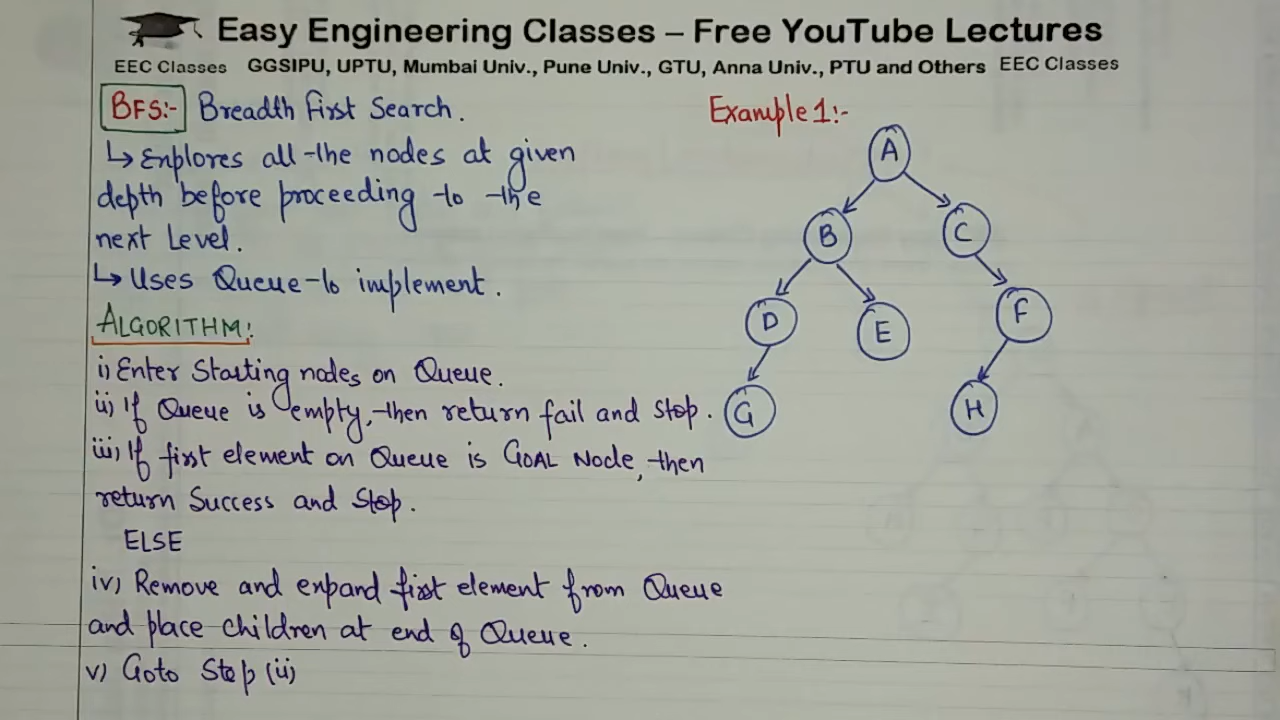 Easy Engineering Classes – Free YouTube Lectures
EEC Classes GGSIPU, UPTU, Mumbai Univ., Pune Univ., GTU, Anna Univ., PTU and Others EEC Classes
BFS:- Breadth First Search.
↳ Explores all the nodes at given
depth before proceeding to the
next Level.
↳ Uses Queue to implement.
ALGORITHM:
i) Enter Starting nodes on Queue.
ii) If Queue is empty, then return fail and stop.
iii) If first element on Queue is GOAL Node, then
return Success and Stop.
ELSE
iv) Remove and expand first element from Queue
and place children at end of Queue.
v) Goto Step (ii)
Example 1:-
A
B C
D E F
G H